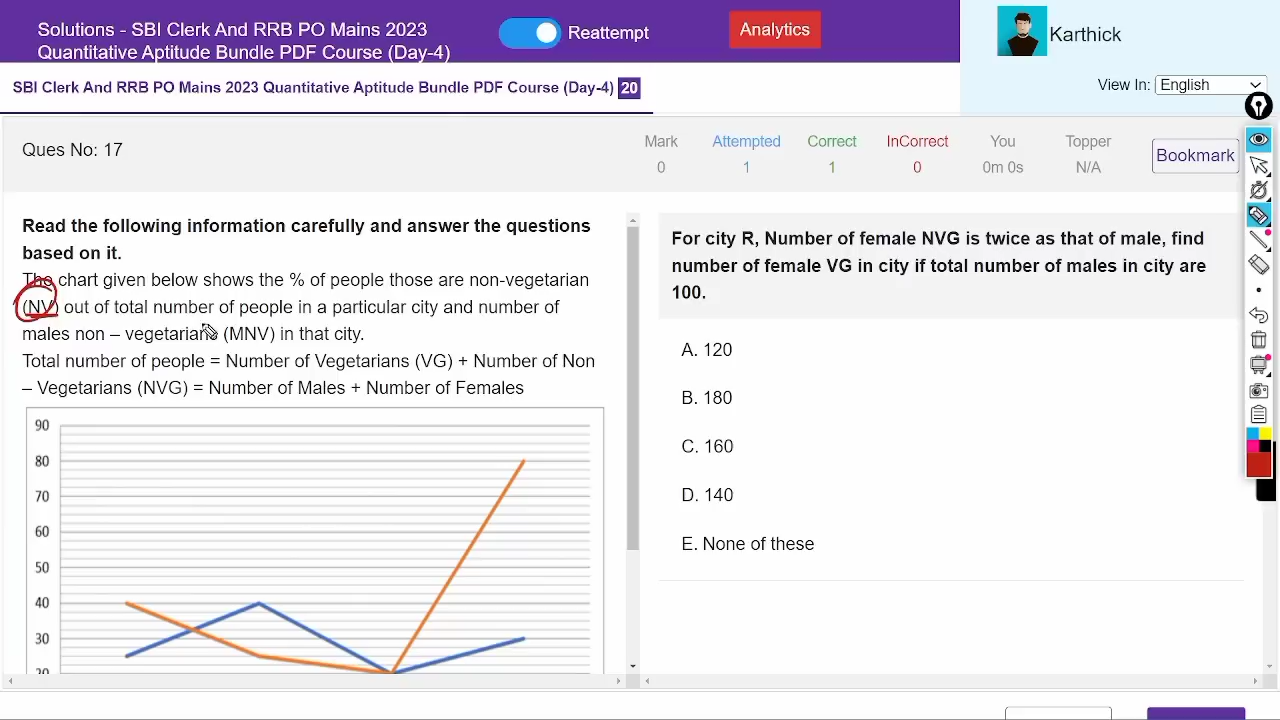 Solutions - SBI Clerk And RRB PO Mains 2023
Quantitative Aptitude Bundle PDF Course (Day-4)
Reattempt
Analytics
Karthick
SBI Clerk And RRB PO Mains 2023 Quantitative Aptitude Bundle PDF Course (Day-4) 20
View In: English
Ques No: 17
Mark Attempted Correct InCorrect You Topper
0 1 1 0 0m 0s N/A
Bookmark
Read the following information carefully and answer the questions
based on it.
The chart given below shows the % of people those are non-vegetarian
(NV) out of total number of people in a particular city and number of
males non – vegetarians (MNV) in that city.
Total number of people = Number of Vegetarians (VG) + Number of Non
– Vegetarians (NVG) = Number of Males + Number of Females
90
80
70
60
50
40
30
20
For city R, Number of female NVG is twice as that of male, find
number of female VG in city if total number of males in city are
100.
A. 120
B. 180
C. 160
D. 140
E. None of these